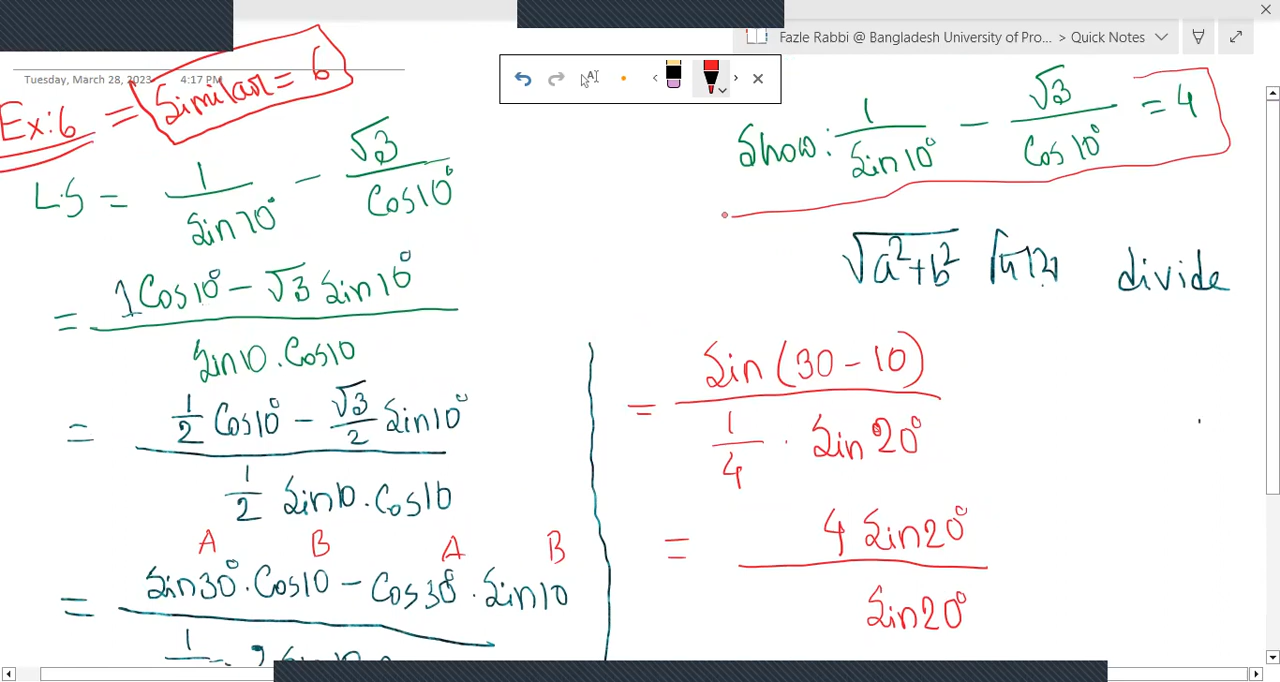 Fazle Rabbi @ Bangladesh University of Pro... > Quick Notes
Tuesday, March 28, 2023 4:17 PM
Ex:6 = Similar = 6
L.S = 1/Sin10° - √3/Cos10°
= (1Cos10° - √3 Sin10°)/(Sin10.Cos10)
= (1/2 Cos10° - √3/2 Sin10°)/(1/2 Sin10.Cos10)
A B A B
= Sin30°.Cos10 - Cos30°.Sin10
Show: 1/Sin10° - √3/Cos10° = 4
√a²+b² divide
= Sin(30-10)/(1/4 . Sin20°)
= 4 Sin20°/Sin20°